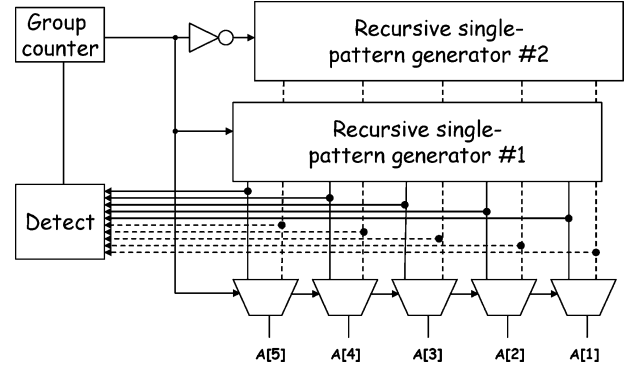 Group
counter
Recursive single-
pattern generator #2
Recursive single-
pattern generator #1
Detect
A[5] A[4] A[3] A[2] A[1]